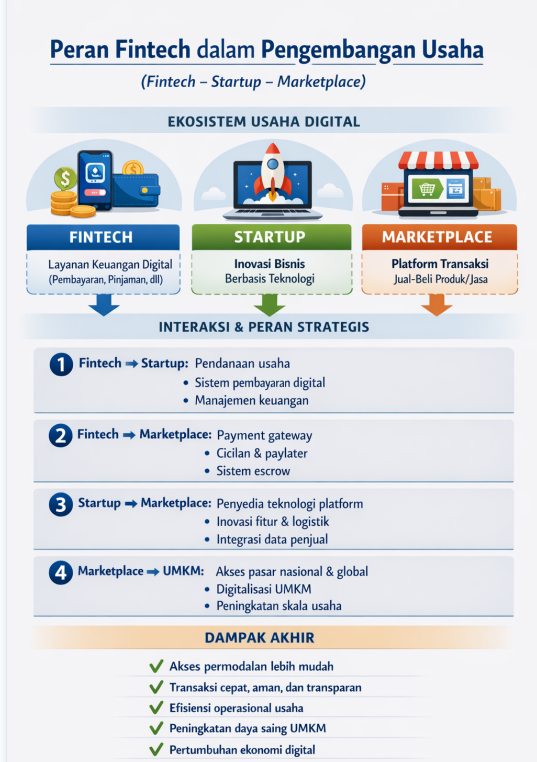 Peran Fintech dalam Pengembangan Usaha
(Fintech – Startup – Marketplace)
EKOSISTEM USAHA DIGITAL
$
$
FINTECH
Layanan Keuangan Digital
(Pembayaran, Pinjaman, dll)
STARTUP
Inovasi Bisnis
Berbasis Teknologi
MARKETPLACE
Platform Transaksi
Jual-Beli Produk/Jasa
INTERAKSI & PERAN STRATEGIS
1 Fintech ➡ Startup: Pendanaan usaha
• Sistem pembayaran digital
• Manajemen keuangan
2 Fintech ➡ Marketplace: Payment gateway
• Cicilan & paylater
• Sistem escrow
3 Startup ➡ Marketplace: Penyedia teknologi platform
• Inovasi fitur & logistik
• Integrasi data penjual
4 Marketplace ➡ UMKM: Akses pasar nasional & global
• Digitalisasi UMKM
• Peningkatan skala usaha
DAMPAK AKHIR
✓ Akses permodalan lebih mudah
✓ Transaksi cepat, aman, dan transparan
✓ Efisiensi operasional usaha
✓ Peningkatan daya saing UMKM
✓ Pertumbuhan ekonomi digital